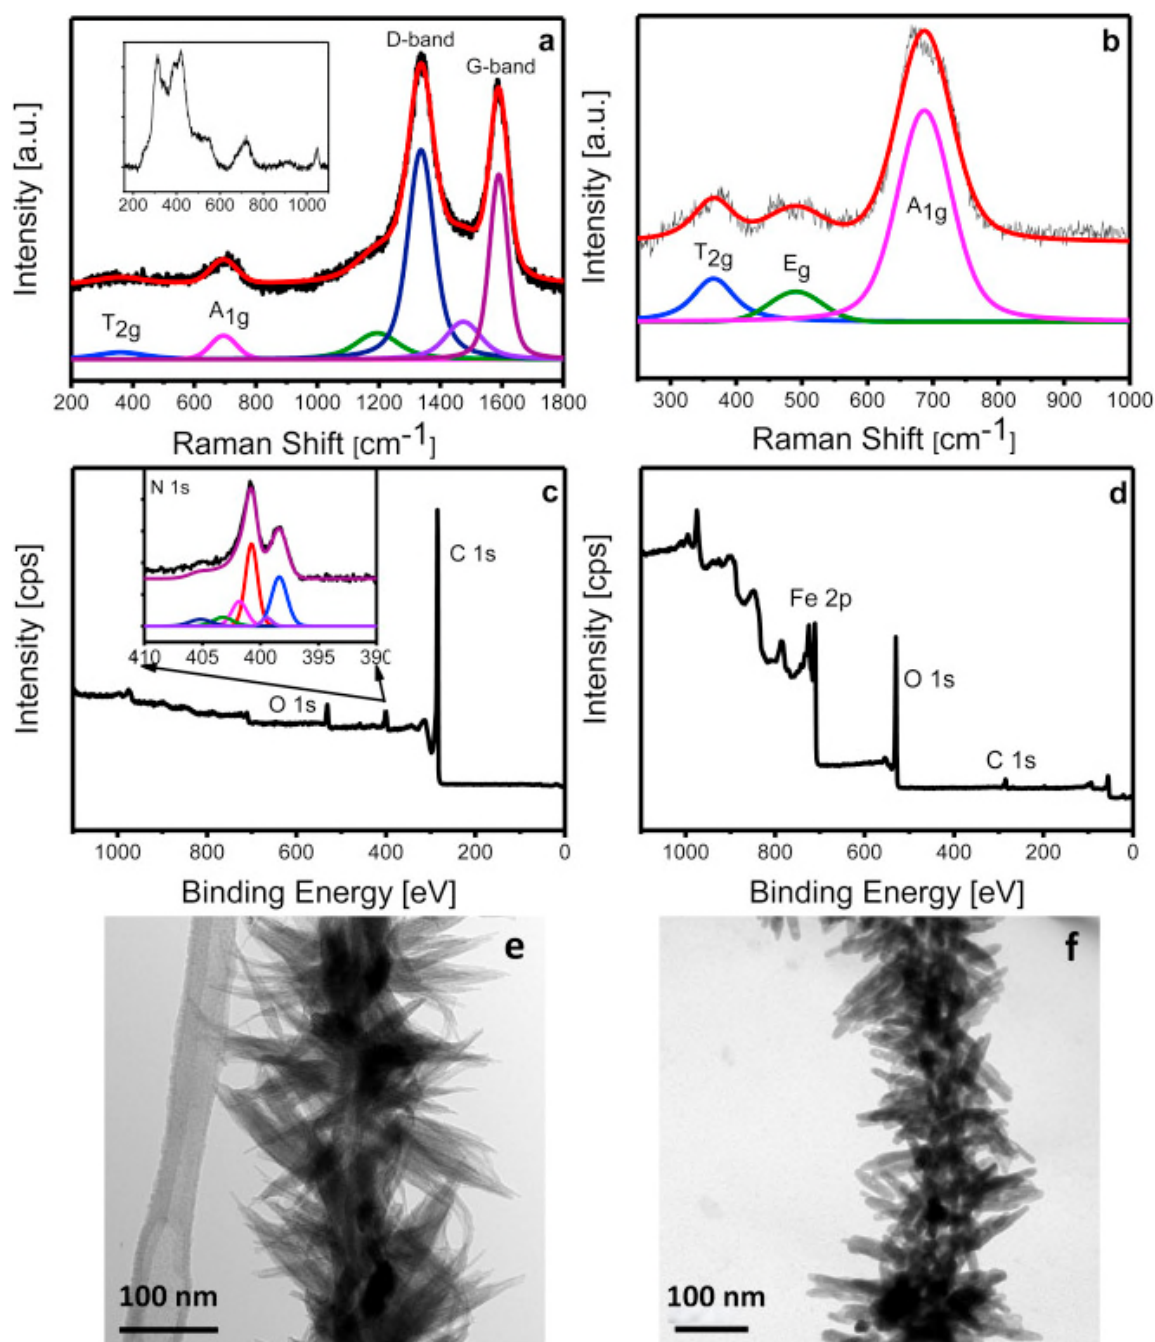 a
D-band
G-band
T2g
A1g
200 400 600 800 1000
200 400 600 800 1000 1200 1400 1600 1800
Raman Shift [cm-1]
Intensity [a.u.]
b
T2g
Eg
A1g
300 400 500 600 700 800 900 1000
Raman Shift [cm-1]
Intensity [a.u.]
c
N 1s
410 405 400 395 390
C 1s
O 1s
1000 800 600 400 200 0
Binding Energy [eV]
Intensity [cps]
d
Fe 2p
O 1s
C 1s
1000 800 600 400 200 0
Binding Energy [eV]
Intensity [cps]
e
100 nm
f
100 nm